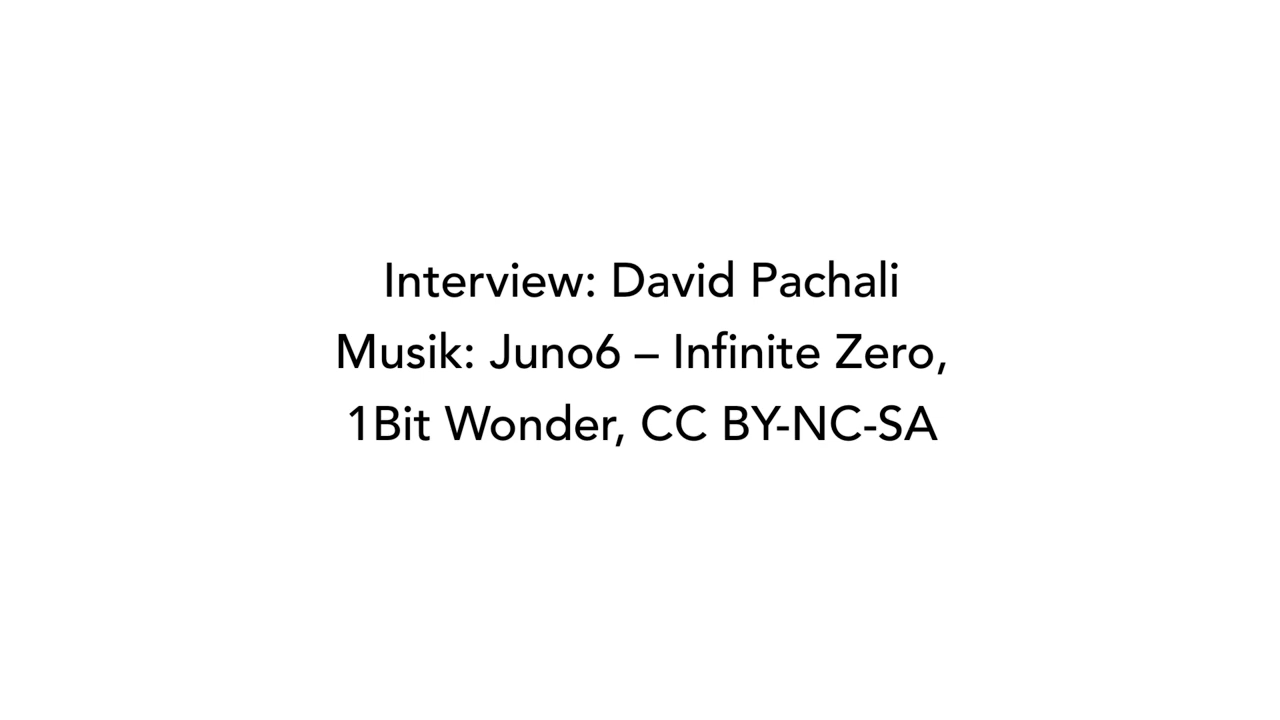 Interview: David Pachali
Musik: Juno6 – Infinite Zero,
1Bit Wonder, CC BY-NC-SA